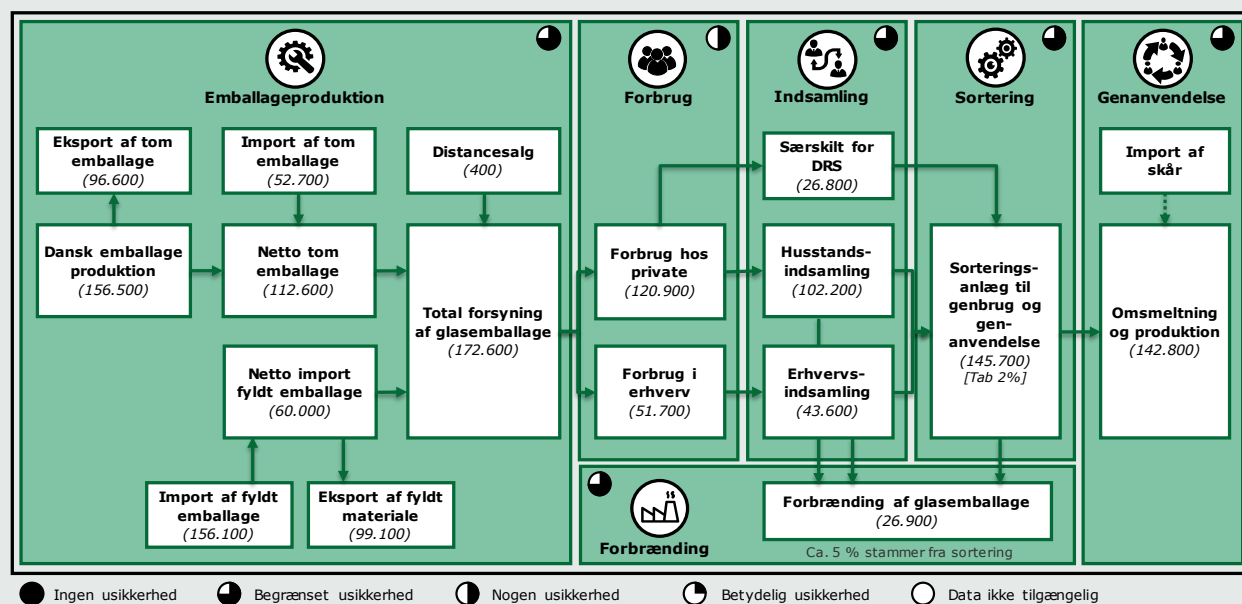 Emballageproduktion
Forbrug
Indsamling
Sortering
Genanvendelse
Eksport af tom
emballage
(96.600)
Import af tom
emballage
(52.700)
Distancesalg
(400)
Særskilt for
DRS
(26.800)
Import af
skår
Dansk emballage
produktion
(156.500)
Netto tom
emballage
(112.600)
Total forsyning
af glasemballage
(172.600)
Forbrug hos
private
(120.900)
Husstands-
indsamling
(102.200)
Sorterings-
anlæg til
genbrug og
gen-
anvendelse
(145.700)
[Tab 2%]
Omsmeltning
og produktion
(142.800)
Netto import
fyldt emballage
(60.000)
Forbrug i
erhverv
(51.700)
Erhvervs-
indsamling
(43.600)
Import af fyldt
emballage
(156.100)
Eksport af fyldt
materiale
(99.100)
Forbrænding
Forbrænding af glasemballage
(26.900)
Ca. 5 % stammer fra sortering
Ingen usikkerhed
Begrænset usikkerhed
Nogen usikkerhed
Betydelig usikkerhed
Data ikke tilgængelig